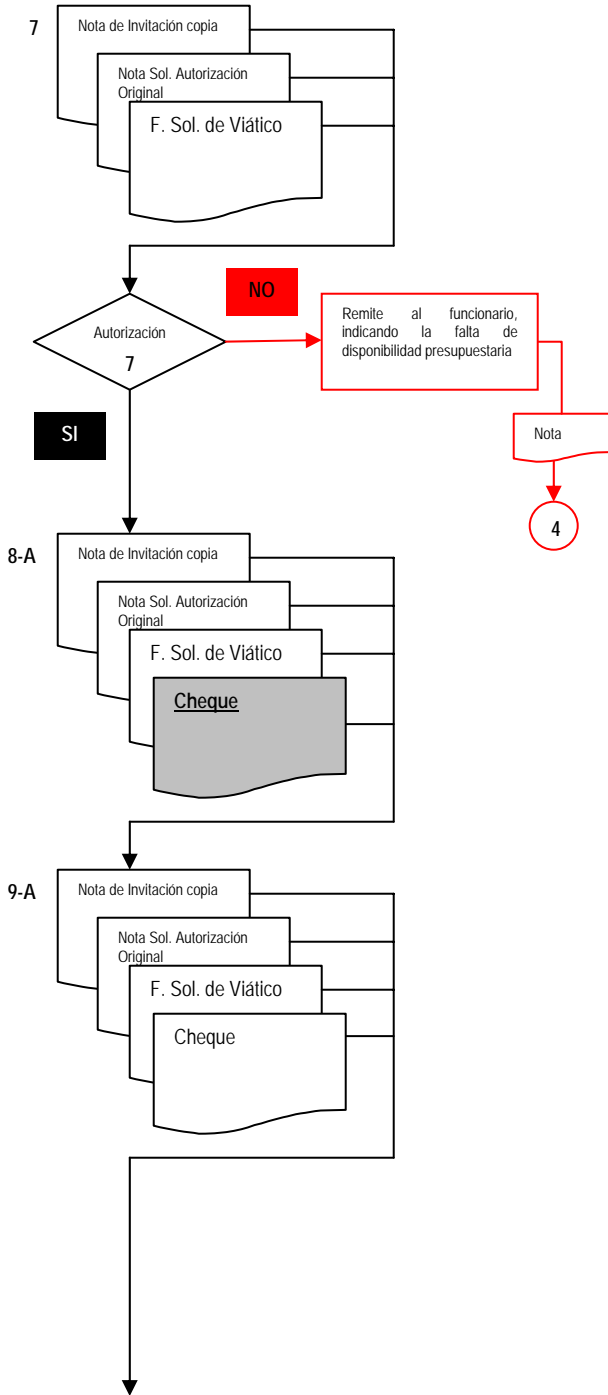 7
Nota de Invitación copia
Nota Sol. Autorización
Original
F. Sol. de Viático
NO
Remite al funcionario,
indicando la falta de
disponibilidad presupuestaria
Autorización
7
SI
Nota
4
8-A
Nota de Invitación copia
Nota Sol. Autorización
Original
F. Sol. de Viático
Cheque
9-A
Nota de Invitación copia
Nota Sol. Autorización
Original
F. Sol. de Viático
Cheque